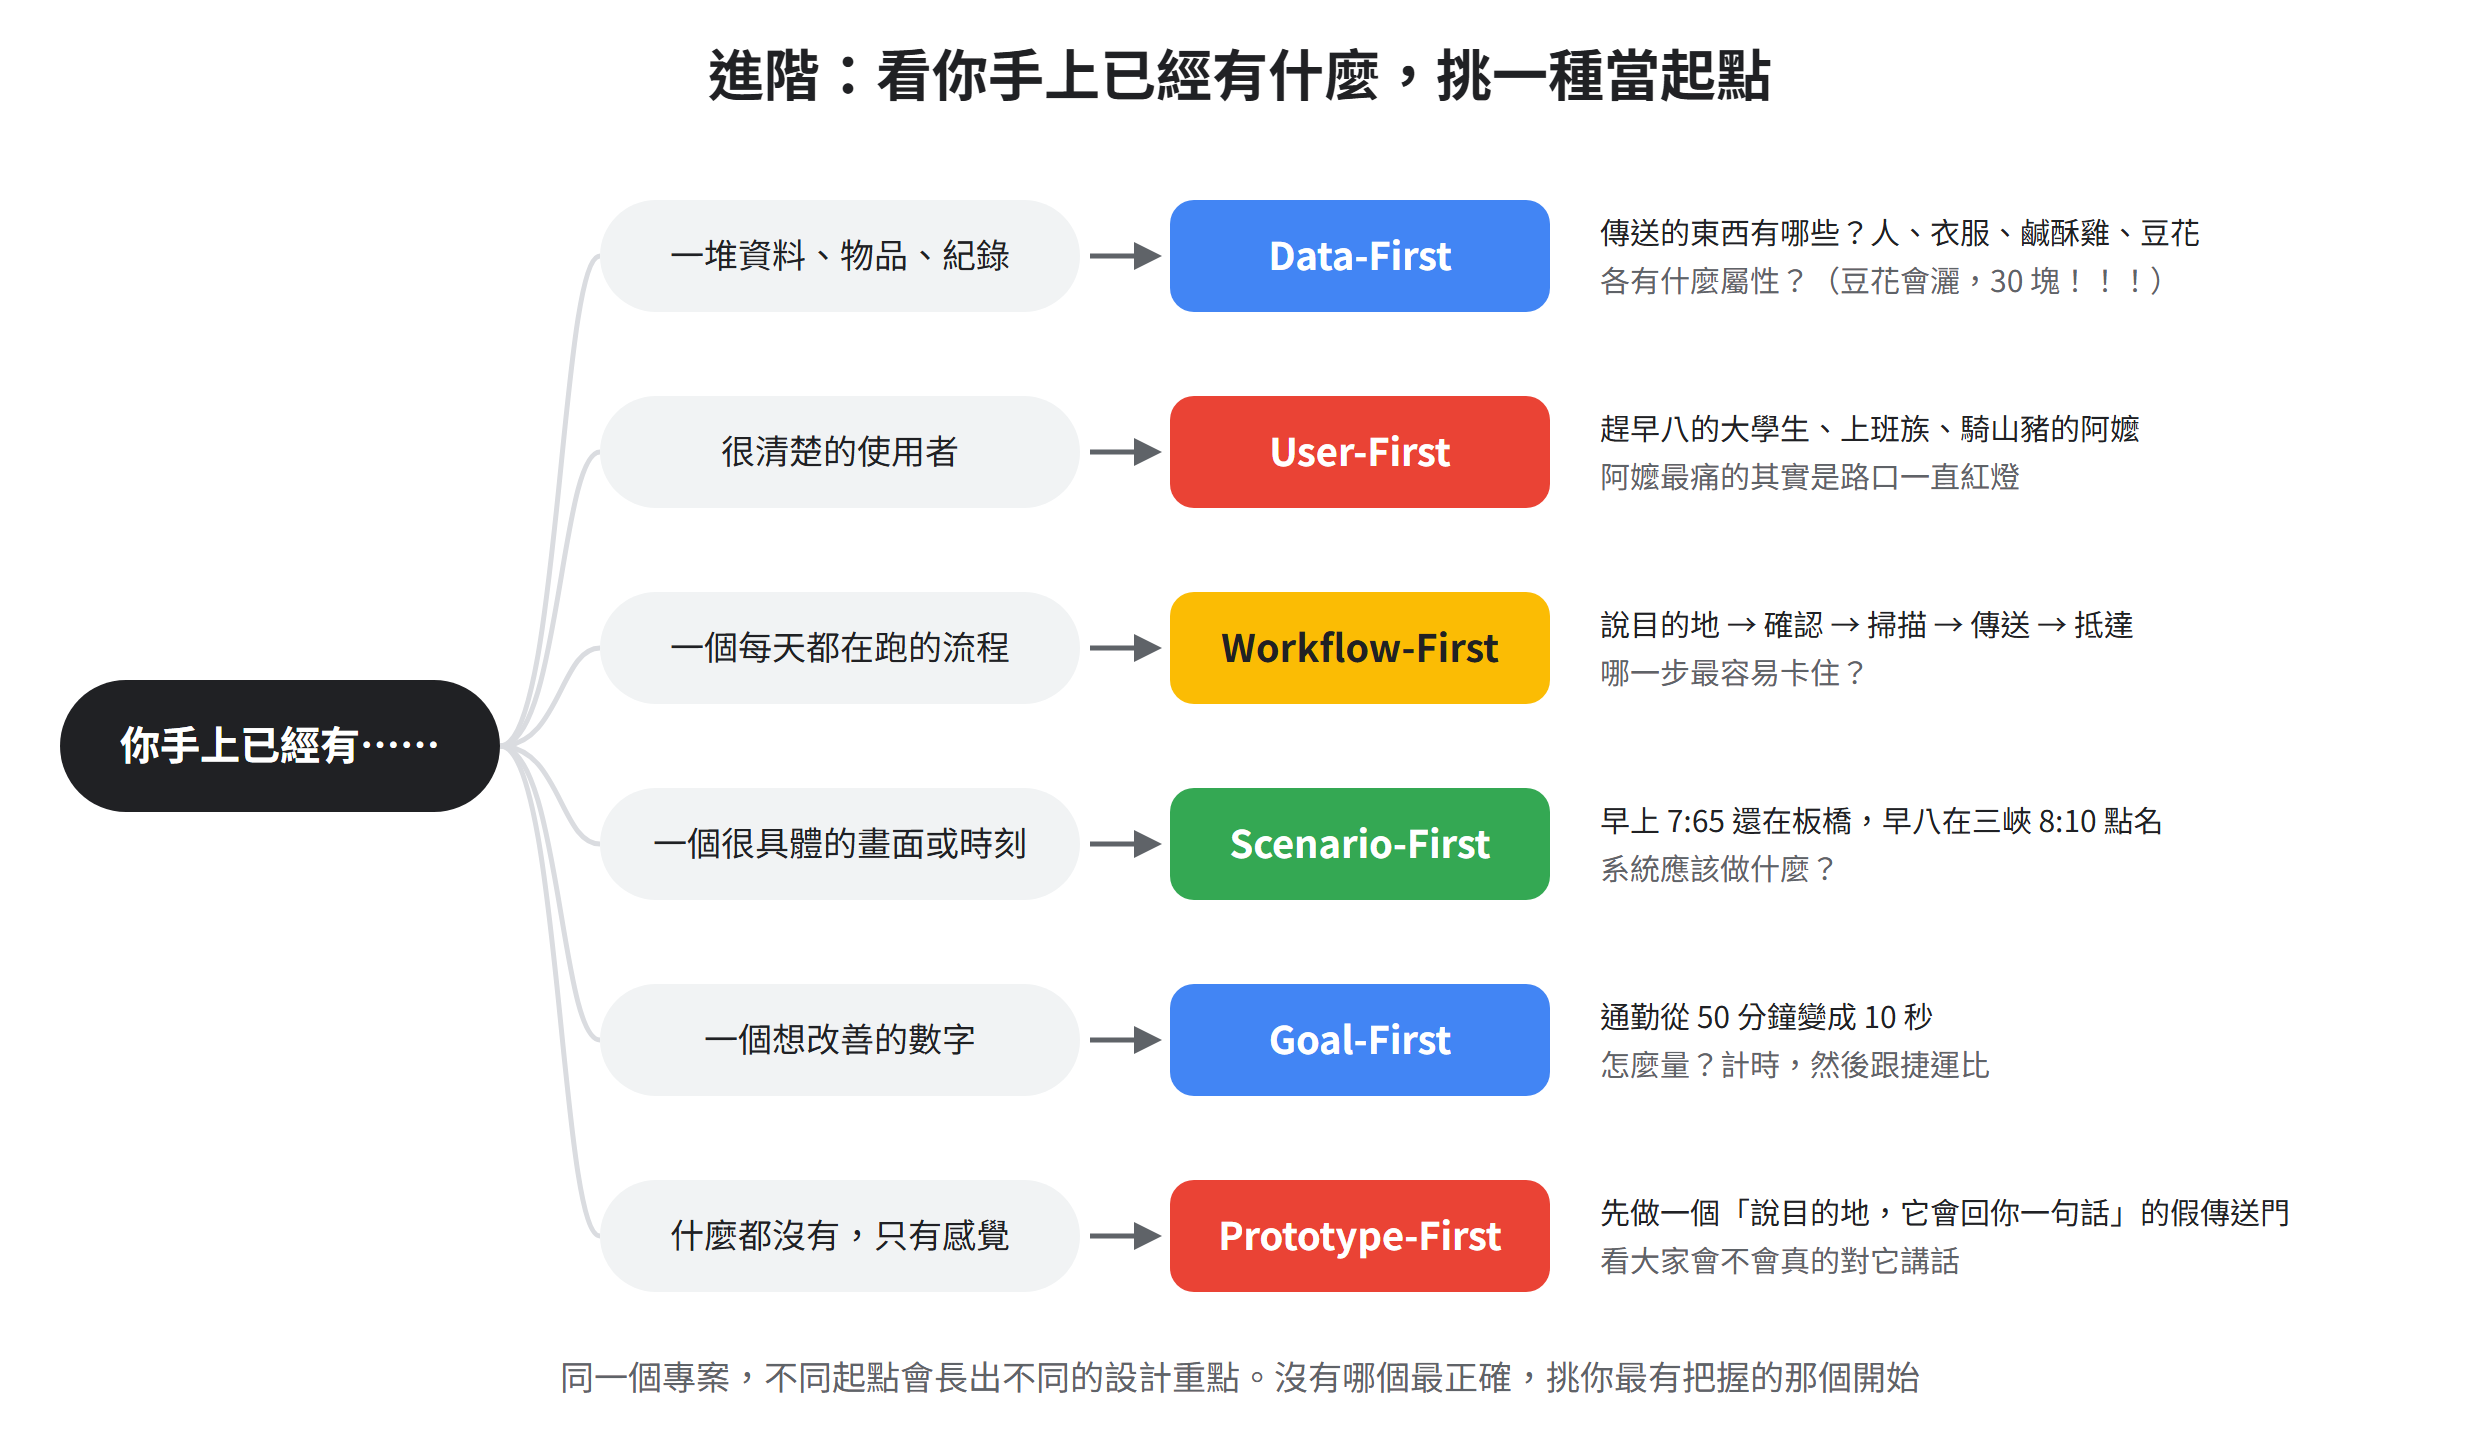 進階：看你手上已經有什麼，挑一種當起點
你手上已經有……
一堆資料、物品、紀錄
Data-First
傳送的東西有哪些？人、衣服、鹹酥雞、豆花
各有什麼屬性？（豆花會灑，30 塊！！！）
很清楚的使用者
User-First
趕早八的大學生、上班族、騎山豬的阿嬤
阿嬤最痛的其實是路口一直紅燈
一個每天都在跑的流程
Workflow-First
說目的地 → 確認 → 掃描 → 傳送 → 抵達
哪一步最容易卡住？
一個很具體的畫面或時刻
Scenario-First
早上 7:65 還在板橋，早八在三峽 8:10 點名
系統應該做什麼？
一個想改善的數字
Goal-First
通勤從 50 分鐘變成 10 秒
怎麼量？計時，然後跟捷運比
什麼都沒有，只有感覺
Prototype-First
先做一個「說目的地，它會回你一句話」的假傳送門
看大家會不會真的對它講話
同一個專案，不同起點會長出不同的設計重點。沒有哪個最正確，挑你最有把握的那個開始